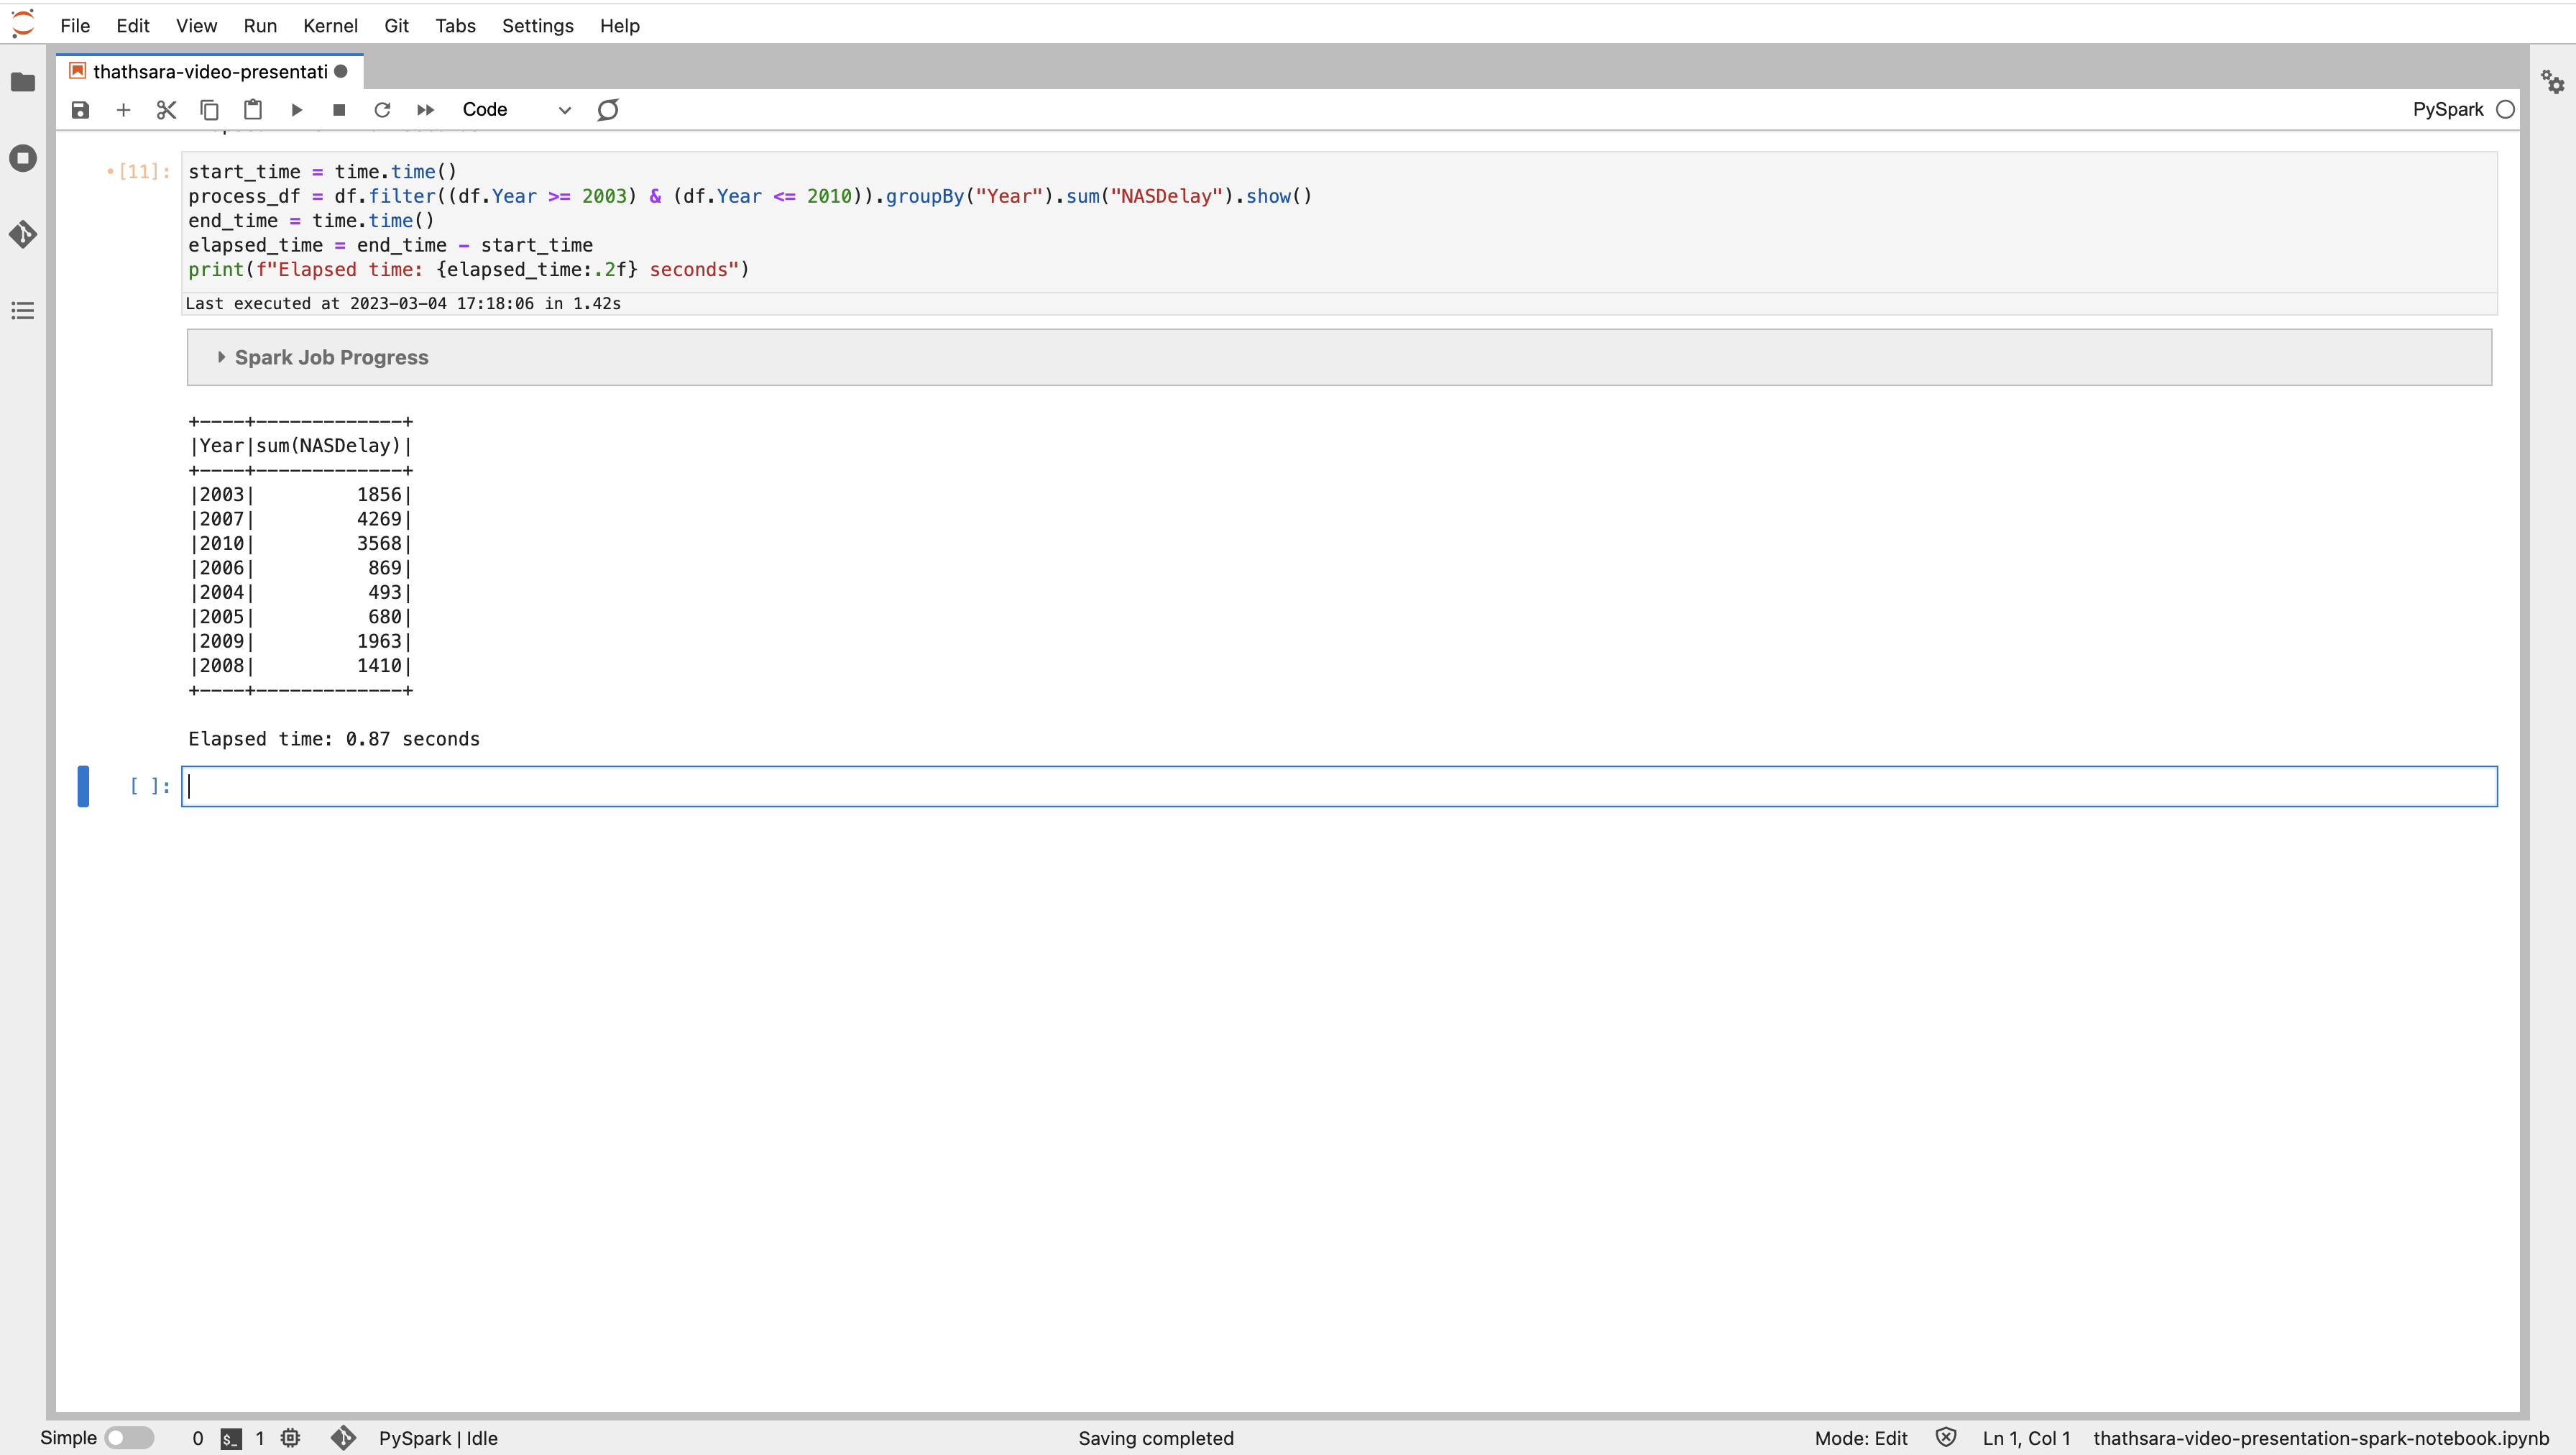 File Edit View Run Kernel Git Tabs Settings Help
thathsara-video-presentati
Code
PySpark
[11]:
start_time = time.time()
process_df = df.filter((df.Year >= 2003) & (df.Year <= 2010)).groupBy("Year").sum("NASDelay").show()
end_time = time.time()
elapsed_time = end_time - start_time
print(f"Elapsed time: {elapsed_time:.2f} seconds")
Last executed at 2023-03-04 17:18:06 in 1.42s
Spark Job Progress
+----+-------------+
|Year|sum(NASDelay)|
+----+-------------+
|2003|         1856|
|2007|         4269|
|2010|         3568|
|2006|          869|
|2004|          493|
|2005|          680|
|2009|         1963|
|2008|         1410|
+----+-------------+
Elapsed time: 0.87 seconds
[ ]:
Simple 0 $_ 1 PySpark | Idle Saving completed Mode: Edit Ln 1, Col 1 thathsara-video-presentation-spark-notebook.ipynb